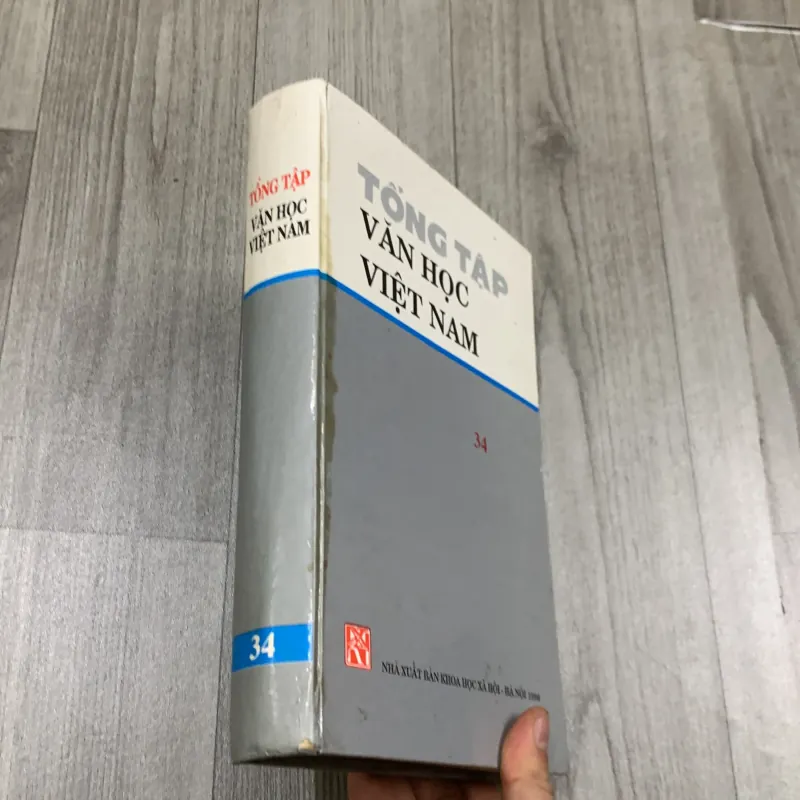 TỔNG TẬP
VĂN HỌC
VIỆT NAM
34
TỔNG TẬP
VĂN HỌC
VIỆT NAM
34
NHÀ XUẤT BẢN KHOA HỌC XÃ HỘI - HÀ NỘI